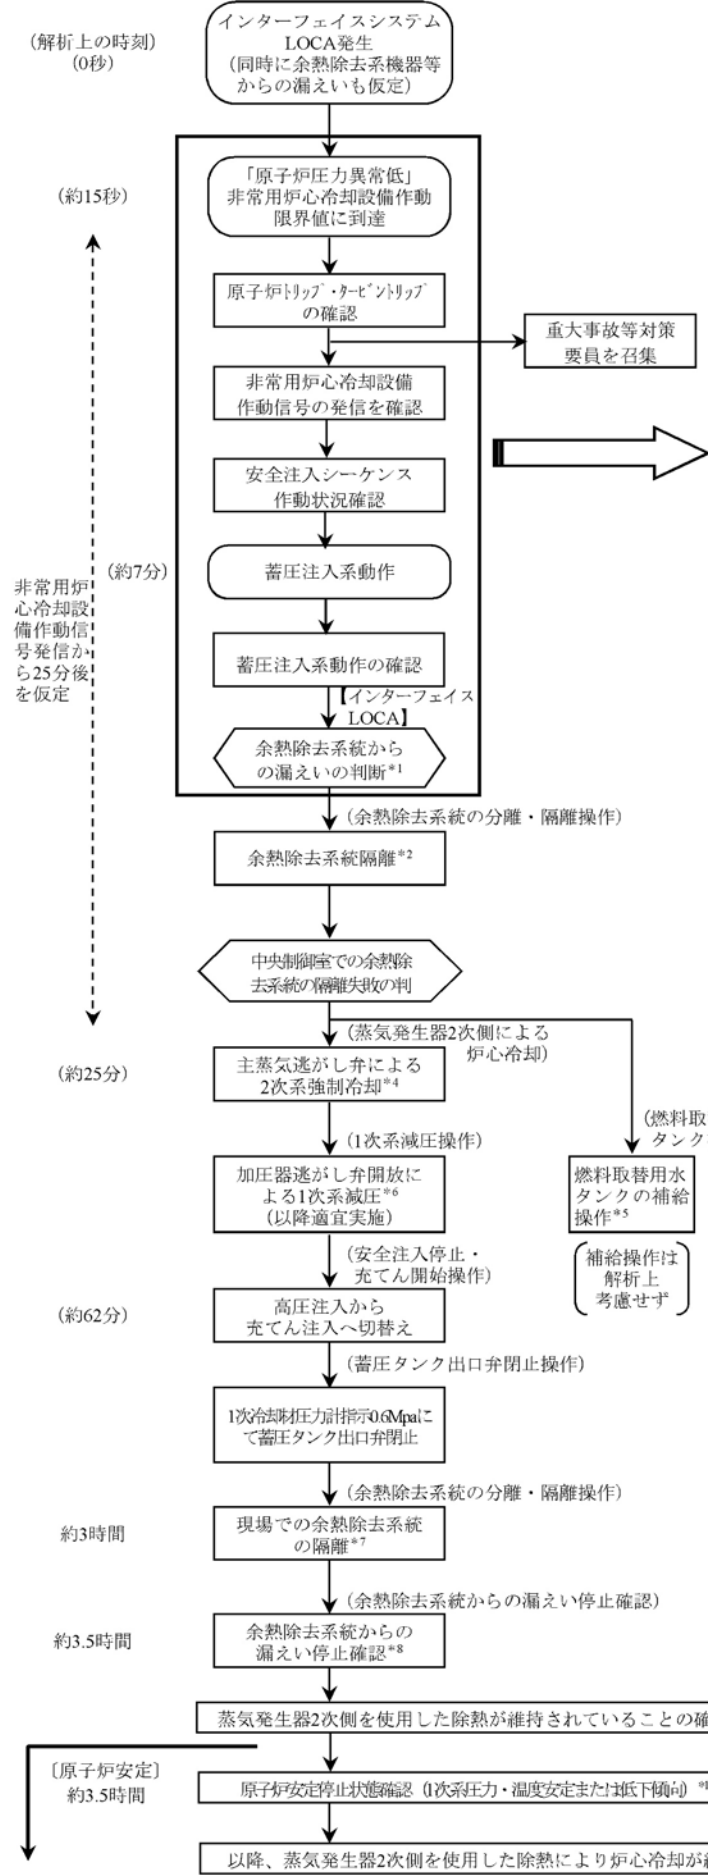 (解析上の時刻)
(0秒)
インターフェイスシステム
LOCA発生
(同時に余熱除去系機器等
からの漏えいも仮定)
(約15秒)
「原子炉圧力異常低」
非常用炉心冷却設備作動
限界値に到達
原子炉ﾄﾘｯﾌﾟ・ﾀｰﾋﾞﾝﾄﾘｯﾌﾟ
の確認
重大事故等対策
要員を召集
非常用炉心冷却設備
作動信号の発信を確認
安全注入シーケンス
作動状況確認
(約7分)
蓄圧注入系動作
非常用炉
心冷却設
備作動信
号発信か
ら25分後
を仮定
蓄圧注入系動作の確認
【インターフェイス
LOCA】
余熱除去系統から
の漏えいの判断*1
(余熱除去系統の分離・隔離操作)
余熱除去系統隔離*2
中央制御室での余熱除
去系統の隔離失敗の判
(蒸気発生器2次側による
炉心冷却)
(約25分)
主蒸気逃がし弁による
2次系強制冷却*4
(燃料取
タンク
(1次系減圧操作)
加圧器逃がし弁開放に
よる1次系減圧*6
(以降適宜実施)
燃料取替用水
タンクの補給
操作*5
(補給操作は
解析上
考慮せず)
(安全注入停止・
充てん開始操作)
(約62分)
高圧注入から
充てん注入へ切替え
(蓄圧タンク出口弁閉止操作)
1次冷却材圧力計指示0.6Mpaに
て蓄圧タンク出口弁閉止
(余熱除去系統の分離・隔離操作)
約3時間
現場での余熱除去系統
の隔離*7
(余熱除去系統からの漏えい停止確認)
約3.5時間
余熱除去系統からの
漏えい停止確認*8
蒸気発生器2次側を使用した除熱が維持されていることの確
〔原子炉安定〕
約3.5時間
原子炉安定停止状態確認(1次系圧力・温度安定または低下傾向)
以降、蒸気発生器2次側を使用した除熱により炉心冷却が